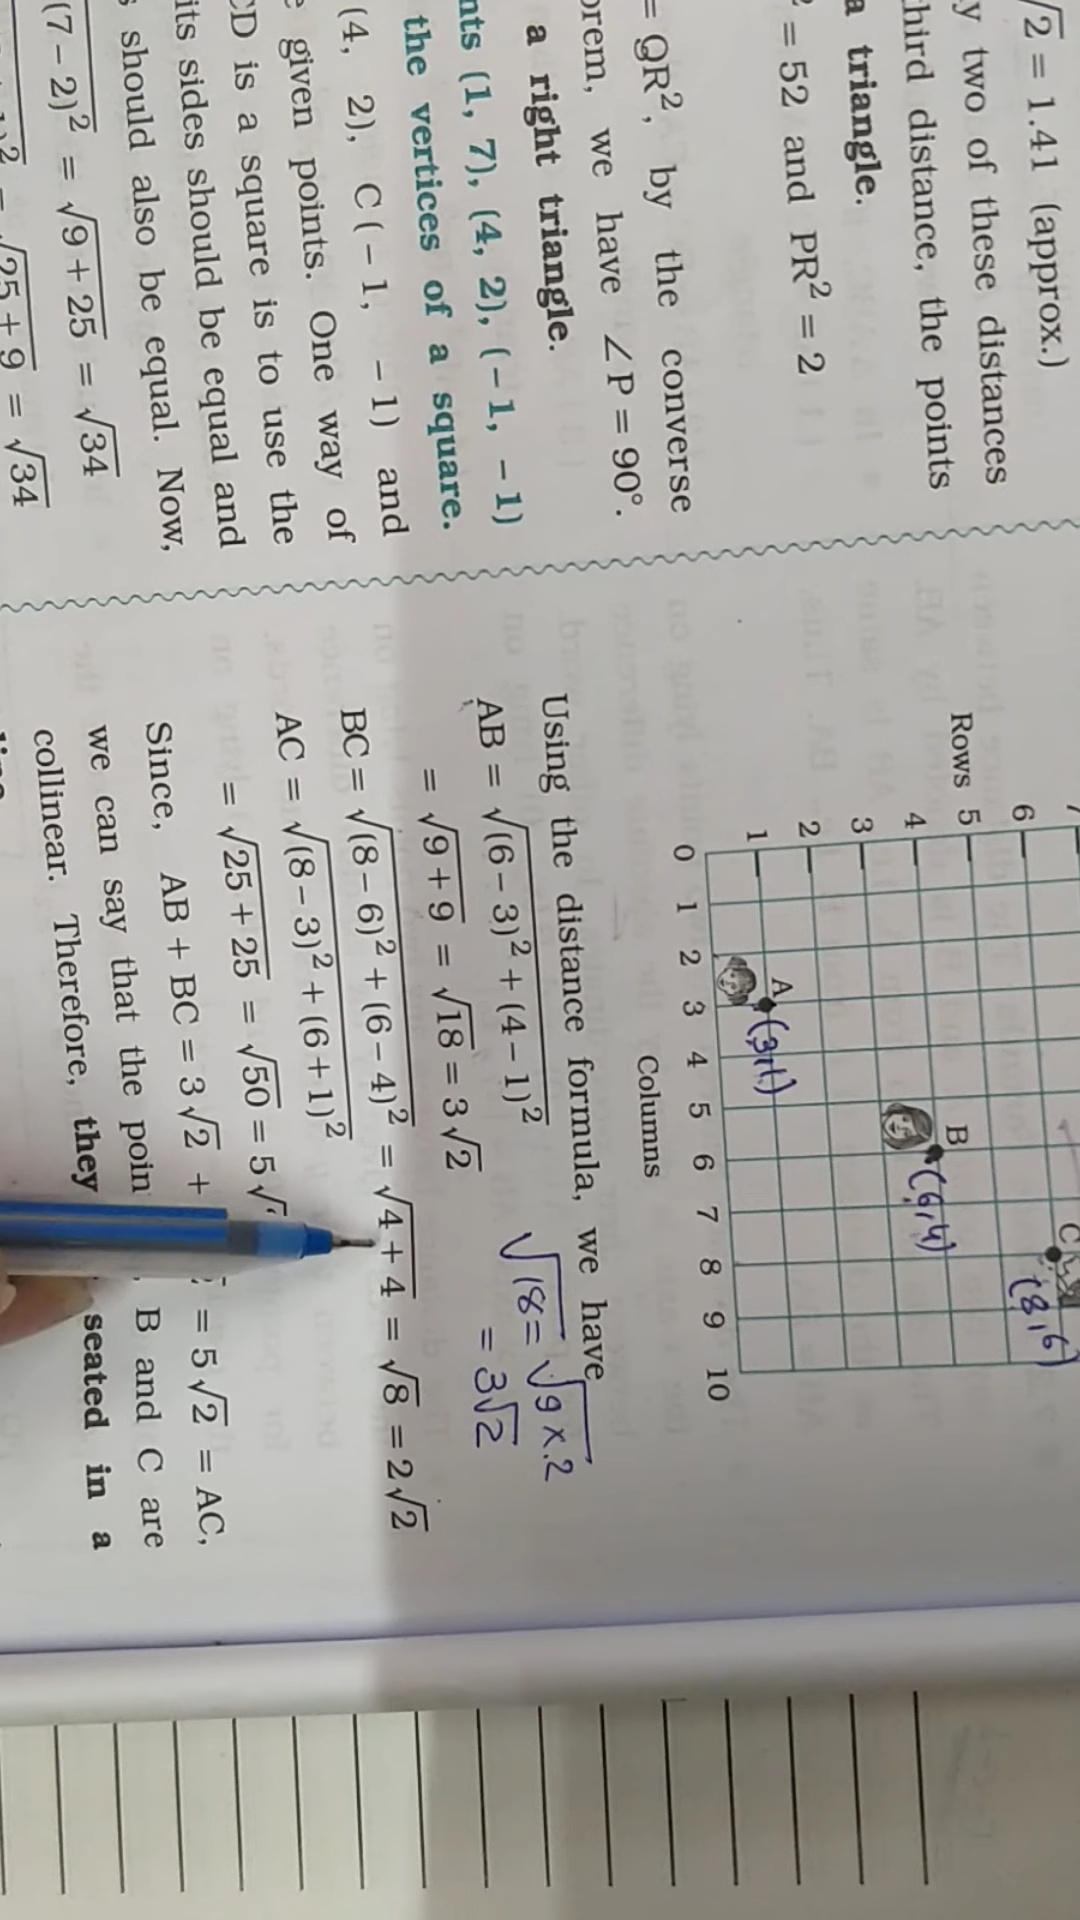 √2 = 1.41 (approx.)
y two of these distances
hird distance, the points
a triangle.
² = 52 and PR² = 2
= QR², by the converse
orem, we have ∠P = 90°.
a right triangle.
nts (1, 7), (4, 2), (– 1, – 1)
the vertices of a square.
(4, 2), C(– 1, – 1) and
e given points. One way of
CD is a square is to use the
its sides should be equal and
s should also be equal. Now,
(7 – 2)² = √9 + 25 = √34
√25 + 9 = √34
7
6
Rows 5
4
3
2
1
0 1 2 3 4 5 6 7 8 9 10
Columns
A
(3,1)
B
(6,4)
C
(8,6)
Using the distance formula, we have
AB = √(6 – 3)² + (4 – 1)²
= √9 + 9 = √18 = 3√2
√18 = √9×2
= 3√2
BC = √(8 – 6)² + (6 – 4)² = √4 + 4 = √8 = 2√2
AC = √(8 – 3)² + (6 + 1)²
= √25 + 25 = √50 = 5√
Since, AB + BC = 3√2 + = 5√2 = AC,
we can say that the poin B and C are
collinear. Therefore, they seated in a